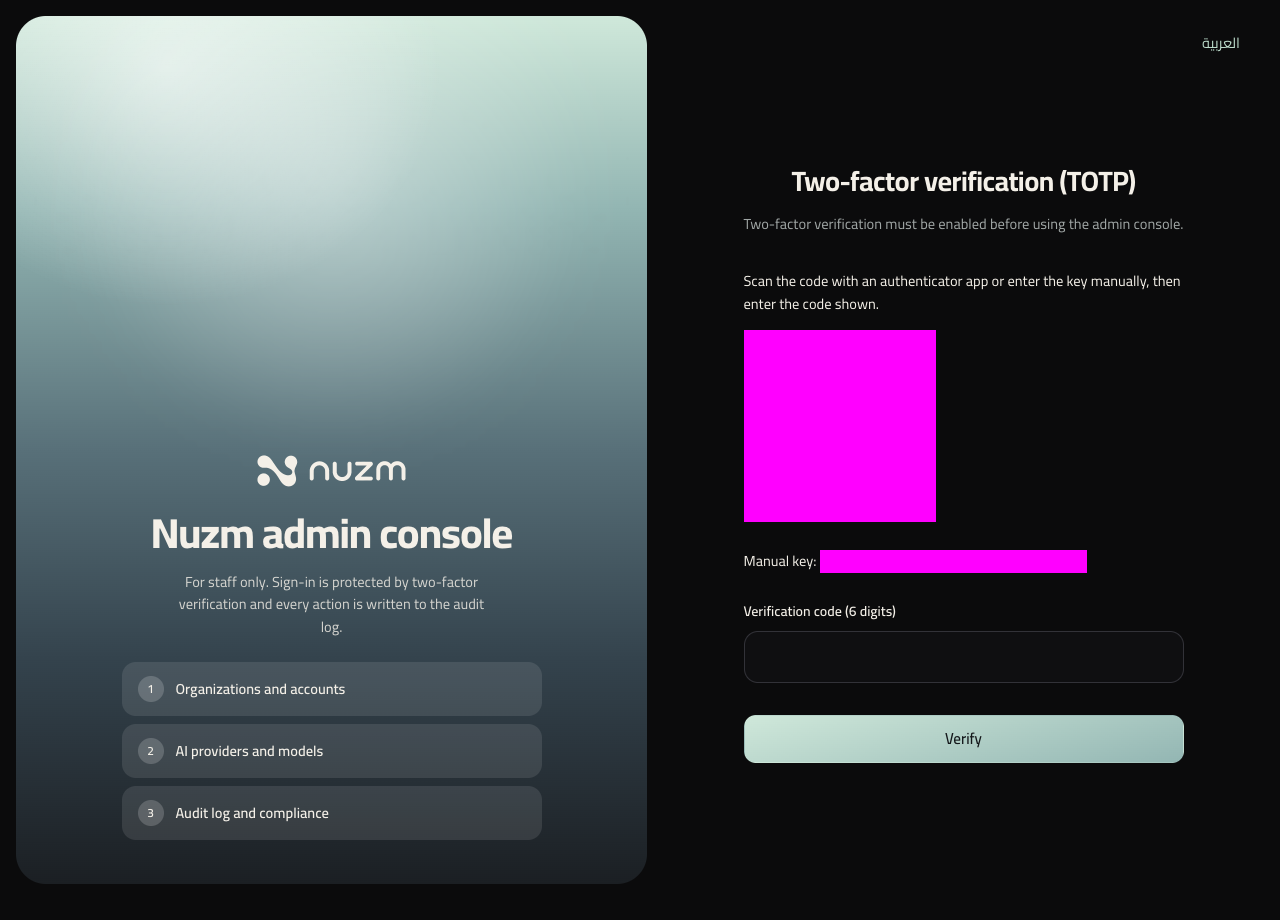 nuzm
Nuzm admin console
For staff only. Sign-in is protected by two-factor
verification and every action is written to the audit
log.
1 Organizations and accounts
2 AI providers and models
3 Audit log and compliance
العربية
Two-factor verification (TOTP)
Two-factor verification must be enabled before using the admin console.
Scan the code with an authenticator app or enter the key manually, then
enter the code shown.
Manual key:
Verification code (6 digits)
Verify